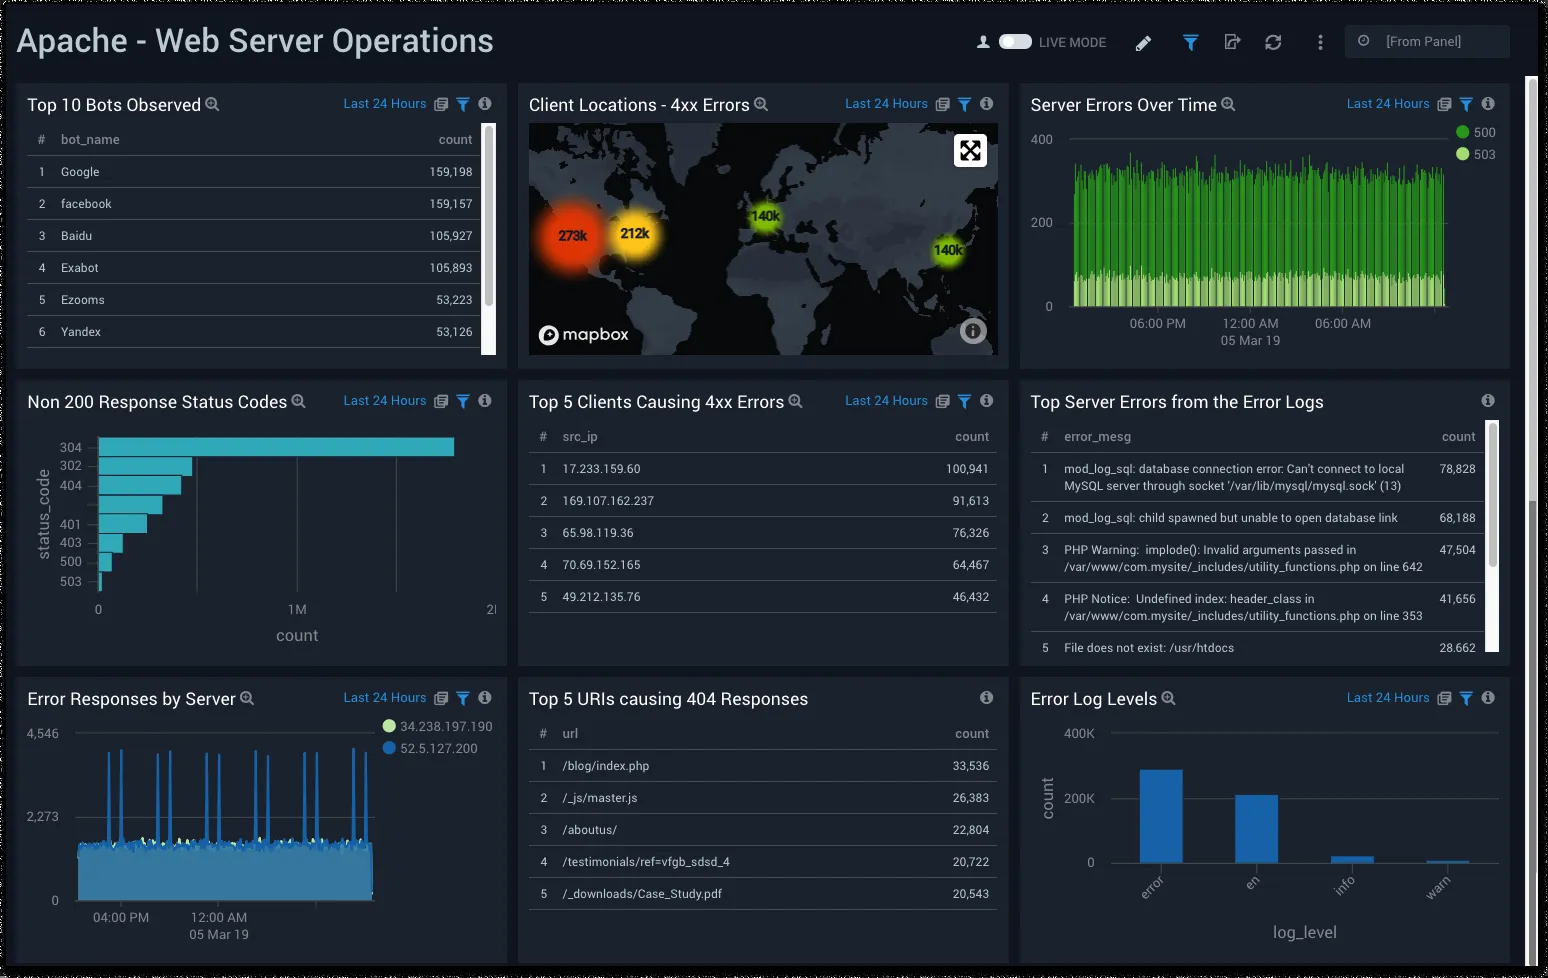 Apache - Web Server Operations
LIVE MODE
[From Panel]
Top 10 Bots Observed
Last 24 Hours
# bot_name count
1 Google 159,198
2 facebook 159,157
3 Baidu 105,927
4 Exabot 105,893
5 Ezooms 53,223
6 Yandex 53,126
Client Locations - 4xx Errors
Last 24 Hours
273k
212k
140k
140k
mapbox
Server Errors Over Time
Last 24 Hours
500
503
400
200
0
06:00 PM 12:00 AM 06:00 AM
05 Mar 19
Non 200 Response Status Codes
Last 24 Hours
status_code
304
302
404
401
403
500
503
0 1M
count
Top 5 Clients Causing 4xx Errors
Last 24 Hours
# src_ip count
1 17.233.159.60 100,941
2 169.107.162.237 91,613
3 65.98.119.36 76,326
4 70.69.152.165 64,467
5 49.212.135.76 46,432
Top Server Errors from the Error Logs
# error_mesg count
1 mod_log_sql: database connection error: Can't connect to local 78,828
MySQL server through socket '/var/lib/mysql/mysql.sock' (13)
2 mod_log_sql: child spawned but unable to open database link 68,188
3 PHP Warning: implode(): Invalid arguments passed in 47,504
/var/www/com.mysite/_includes/utility_functions.php on line 642
4 PHP Notice: Undefined index: header_class in 41,656
/var/www/com.mysite/_includes/utility_functions.php on line 353
5 File does not exist: /usr/htdocs 28.662
Error Responses by Server
Last 24 Hours
34.238.197.190
52.5.127.200
4,546
2,273
0
04:00 PM 12:00 AM
05 Mar 19
Top 5 URIs causing 404 Responses
# url count
1 /blog/index.php 33,536
2 /_js/master.js 26,383
3 /aboutus/ 22,804
4 /testimonials/ref=vfgb_sdsd_4 20,722
5 /_downloads/Case_Study.pdf 20,543
Error Log Levels
Last 24 Hours
count
400K
200K
0
error en info warn
log_level